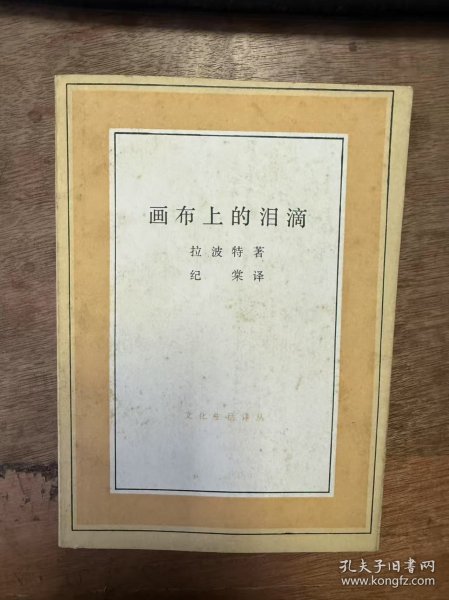 画布上的泪滴
拉波特著
纪棠译
文化生活译丛
孔夫子旧书网
www.kongfz.com